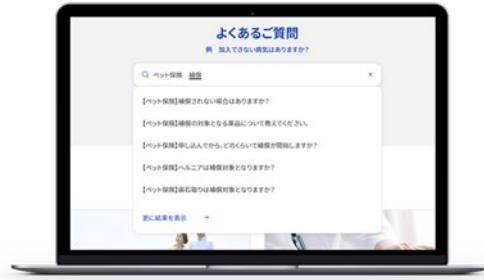 よくあるご質問
例 加入できない病気はありますか？
ペット保険 補償 ×
【ペット保険】補償されない場合はありますか？
【ペット保険】補償の対象となる薬品について教えてください。
【ペット保険】申し込んでから、どのくらいで補償が開始しますか？
【ペット保険】ヘルニアは補償対象となりますか？
【ペット保険】歯石取りは補償対象となりますか？
更に結果を表示 →